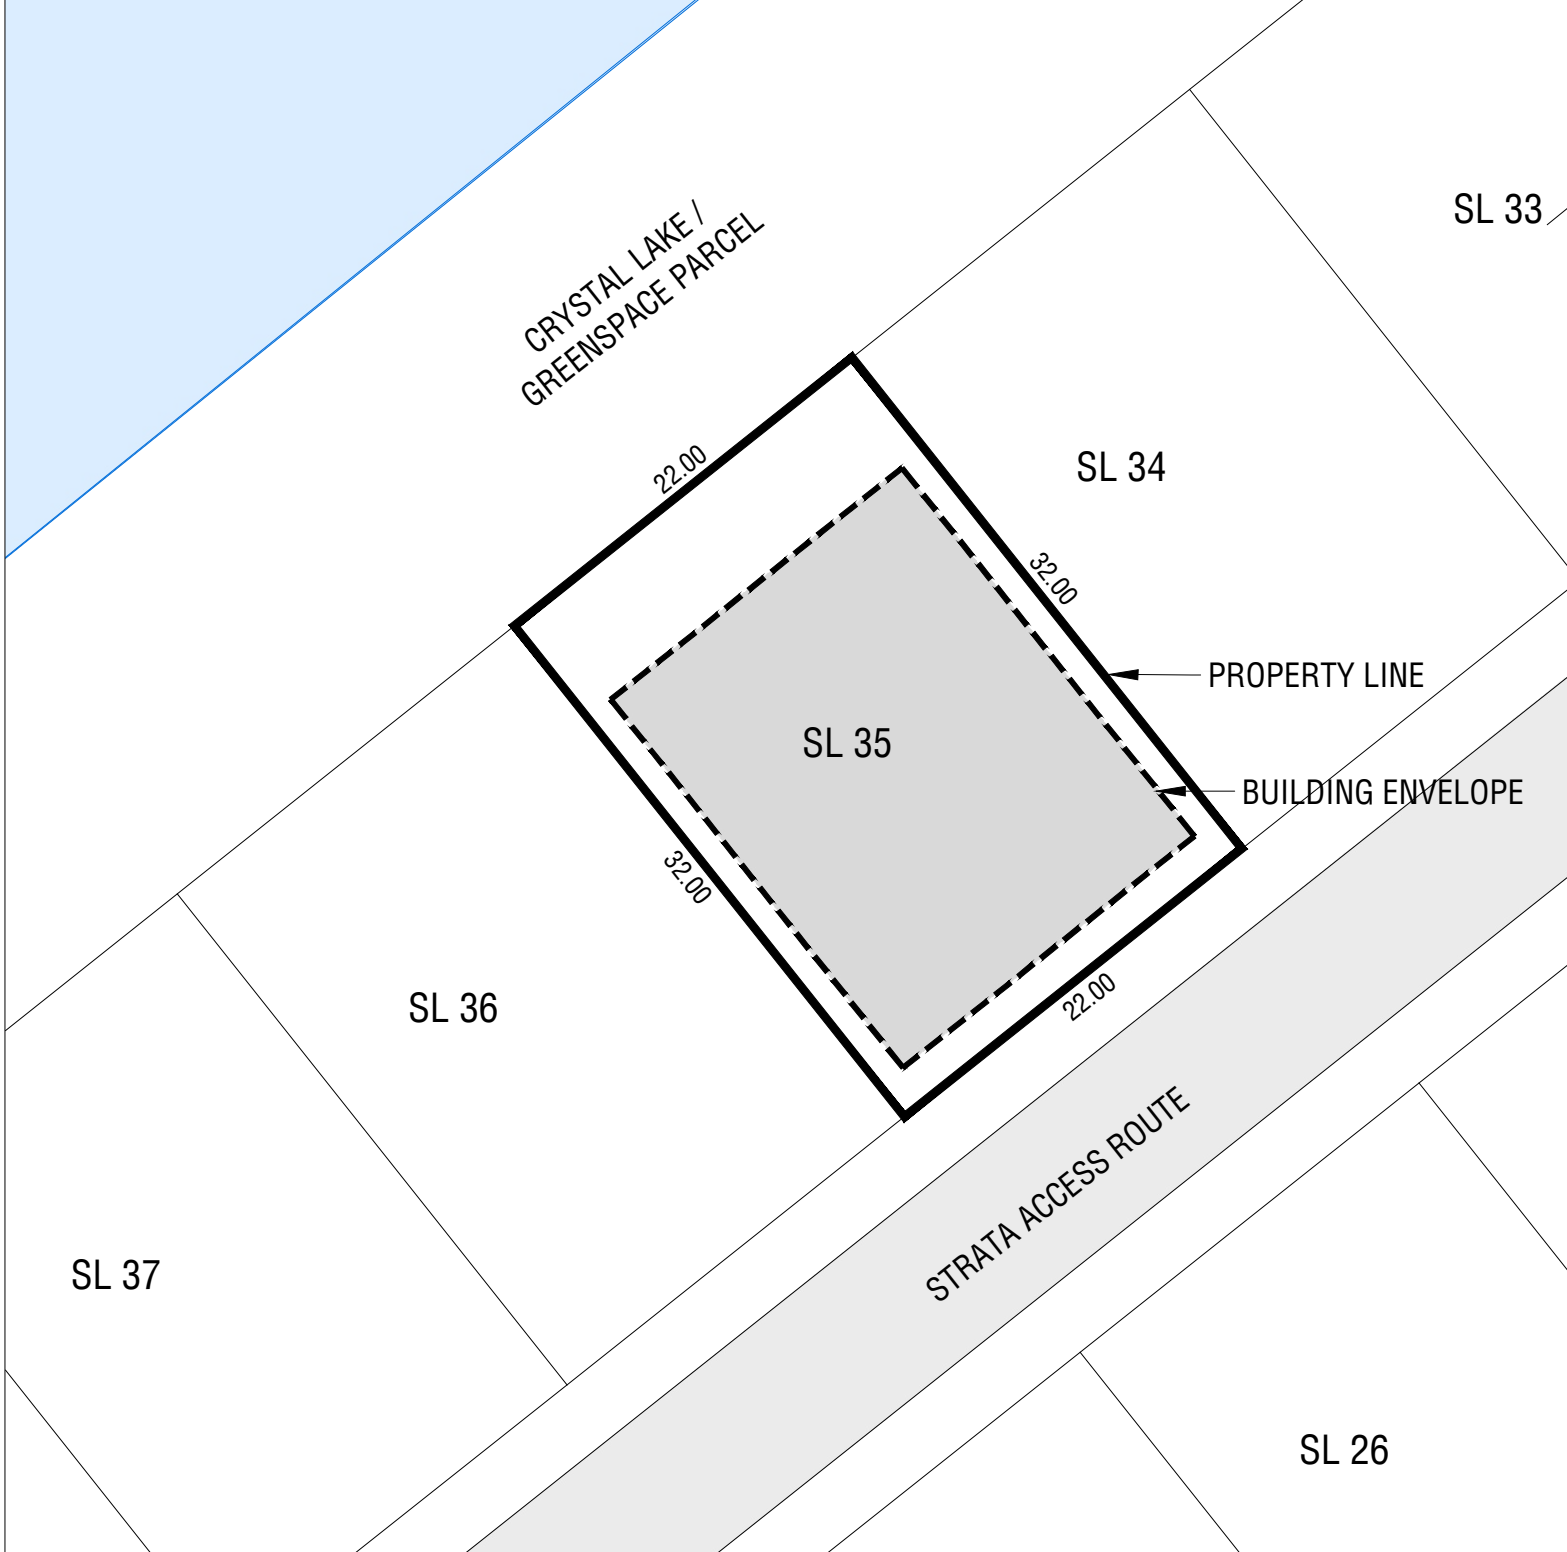 SL 33
CRYSTAL LAKE /
GREENSPACE PARCEL
22.00
SL 34
32.00
PROPERTY LINE
SL 35
BUILDING ENVELOPE
32.00
22.00
SL 36
STRATA ACCESS ROUTE
SL 37
SL 26